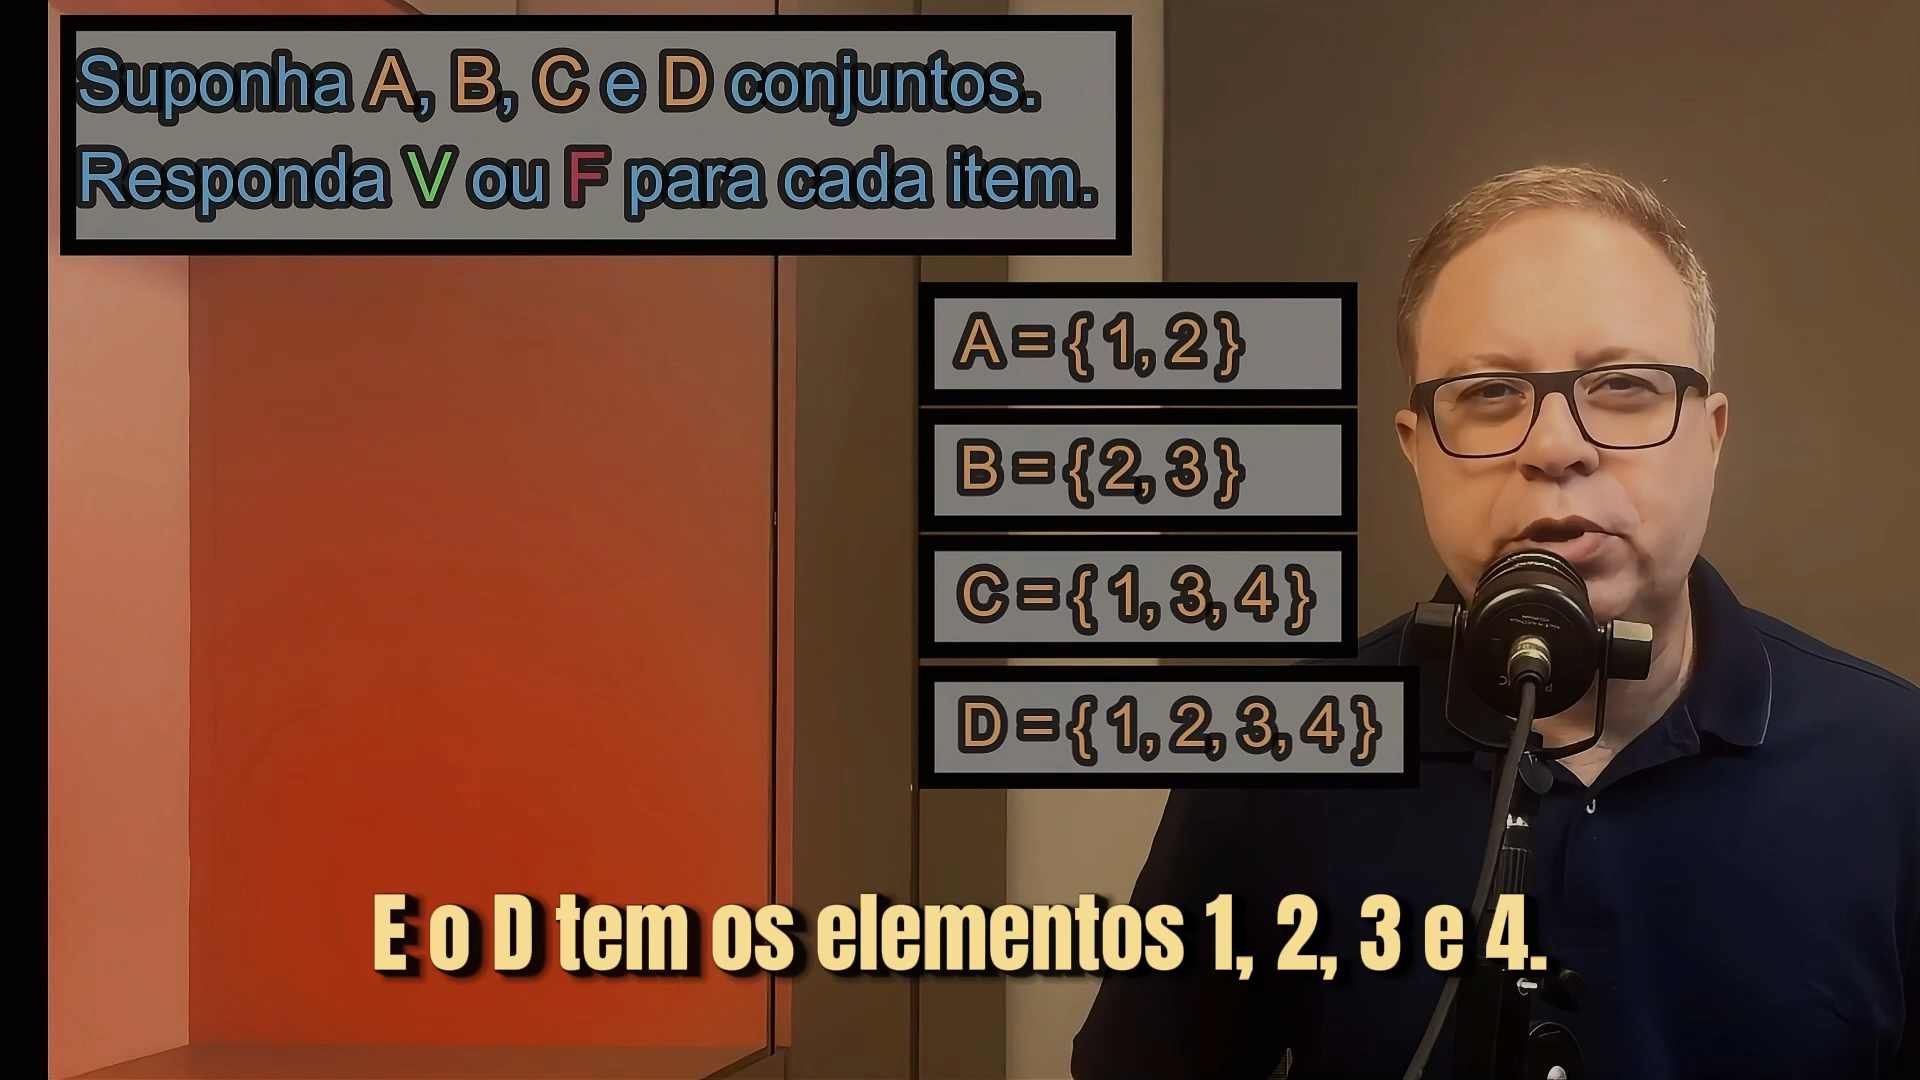 Suponha A, B, C e D conjuntos.
Responda V ou F para cada item.
A = { 1, 2 }
B = { 2, 3 }
C = { 1, 3, 4 }
D = { 1, 2, 3, 4 }
E o D tem os elementos 1, 2, 3 e 4.